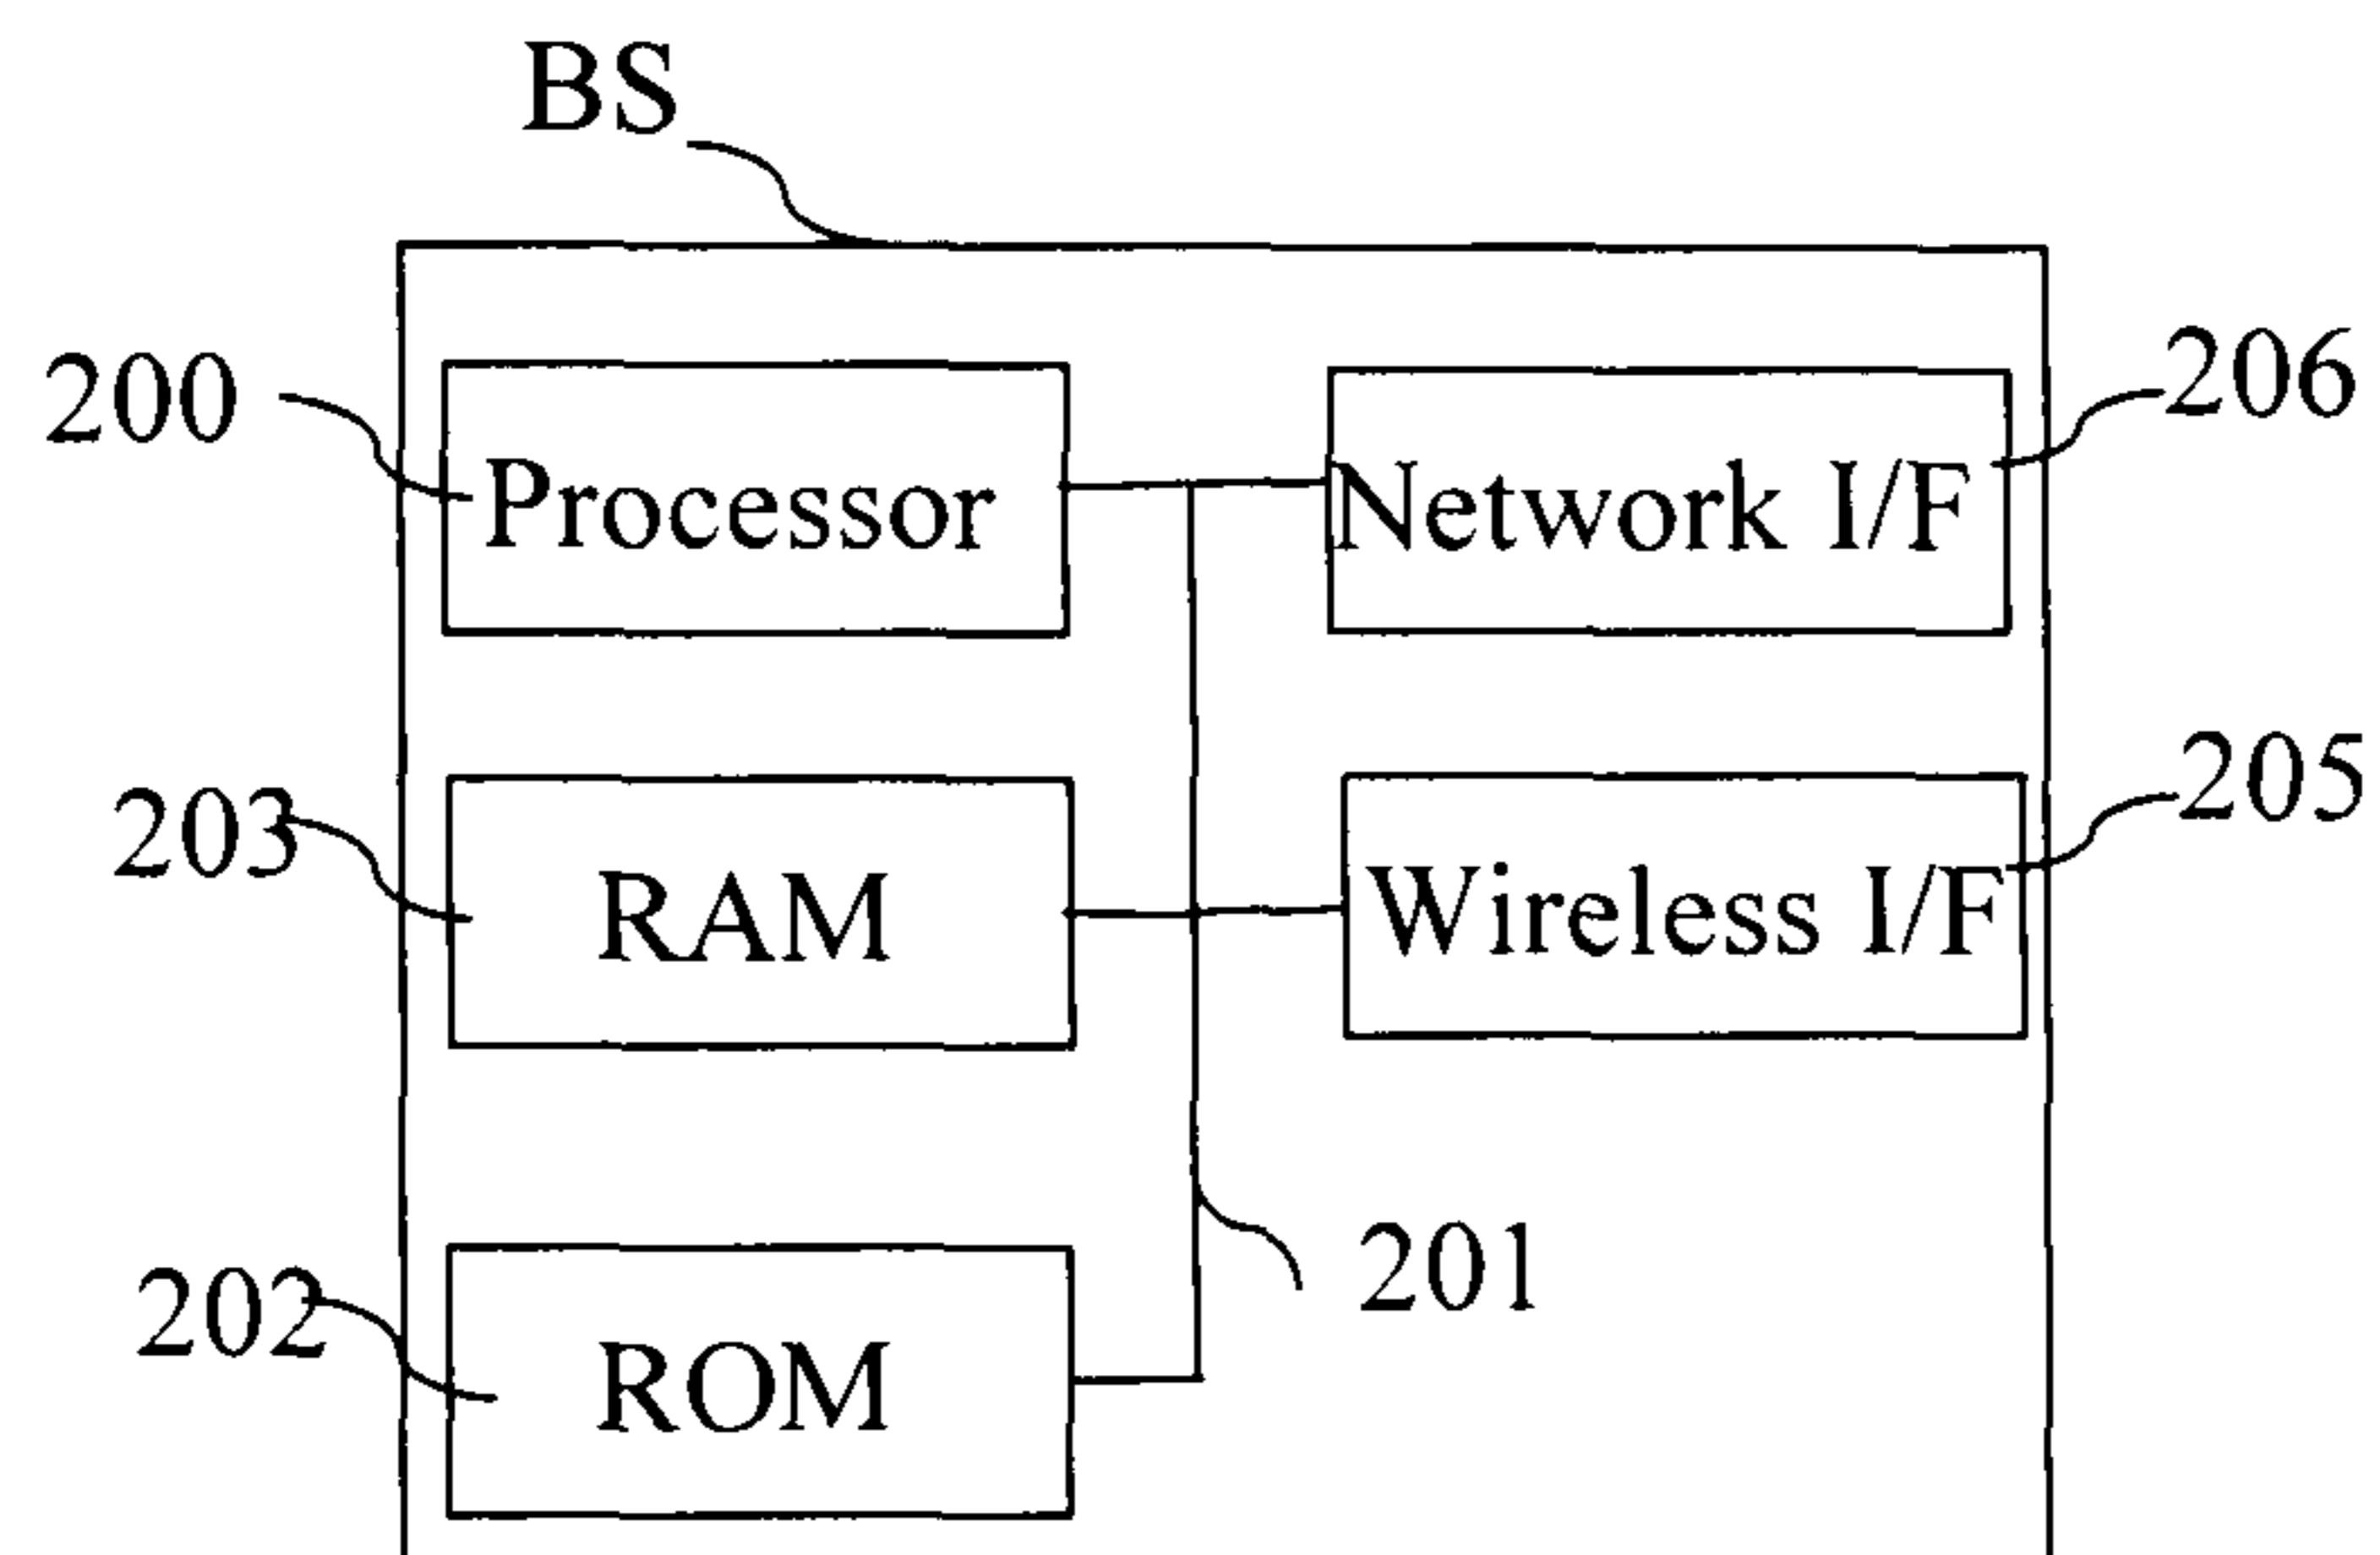 BS
200
Processor
Network I/F
206
203
RAM
Wireless I/F
205
202
ROM
201